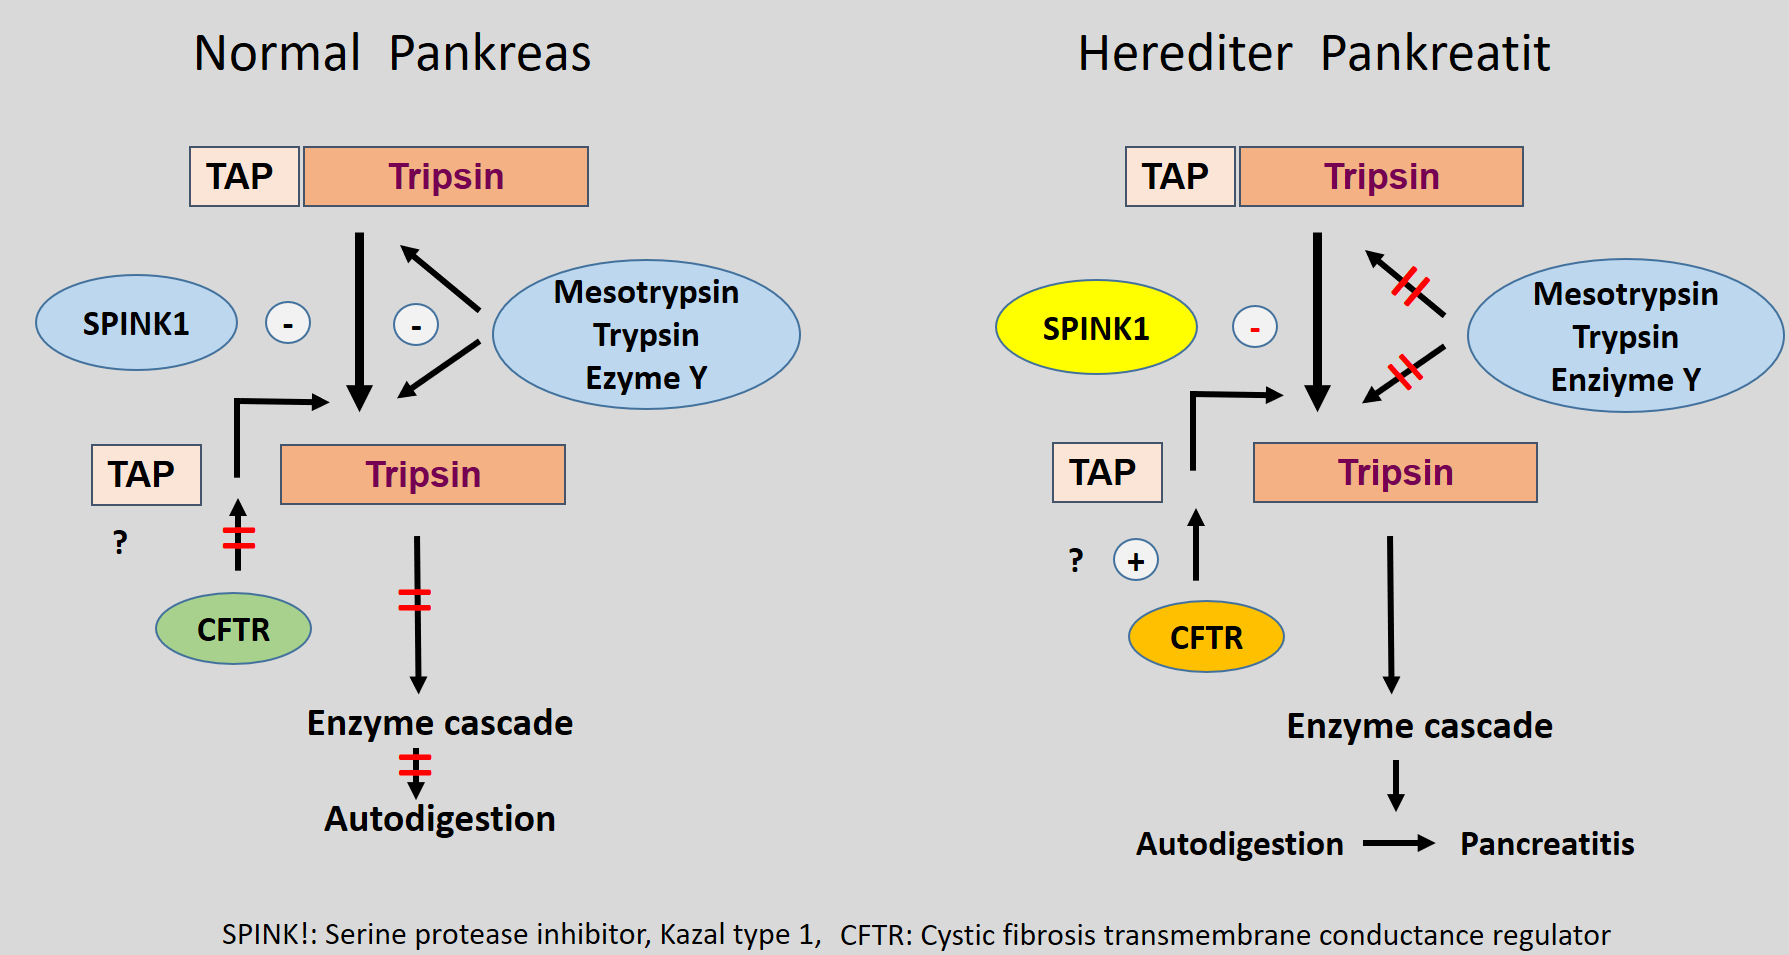 Normal Pankreas
TAP
Tripsin
SPINK1
-
-
Mesotrypsin
Trypsin
Ezyme Y
TAP
Tripsin
?
CFTR
Enzyme cascade
Autodigestion
Herediter Pankreatit
TAP
Tripsin
SPINK1
-
Mesotrypsin
Trypsin
Enziyme Y
TAP
Tripsin
?
+
CFTR
Enzyme cascade
Autodigestion
Pancreatitis
SPINK!: Serine protease inhibitor, Kazal type 1, CFTR: Cystic fibrosis transmembrane conductance regulator